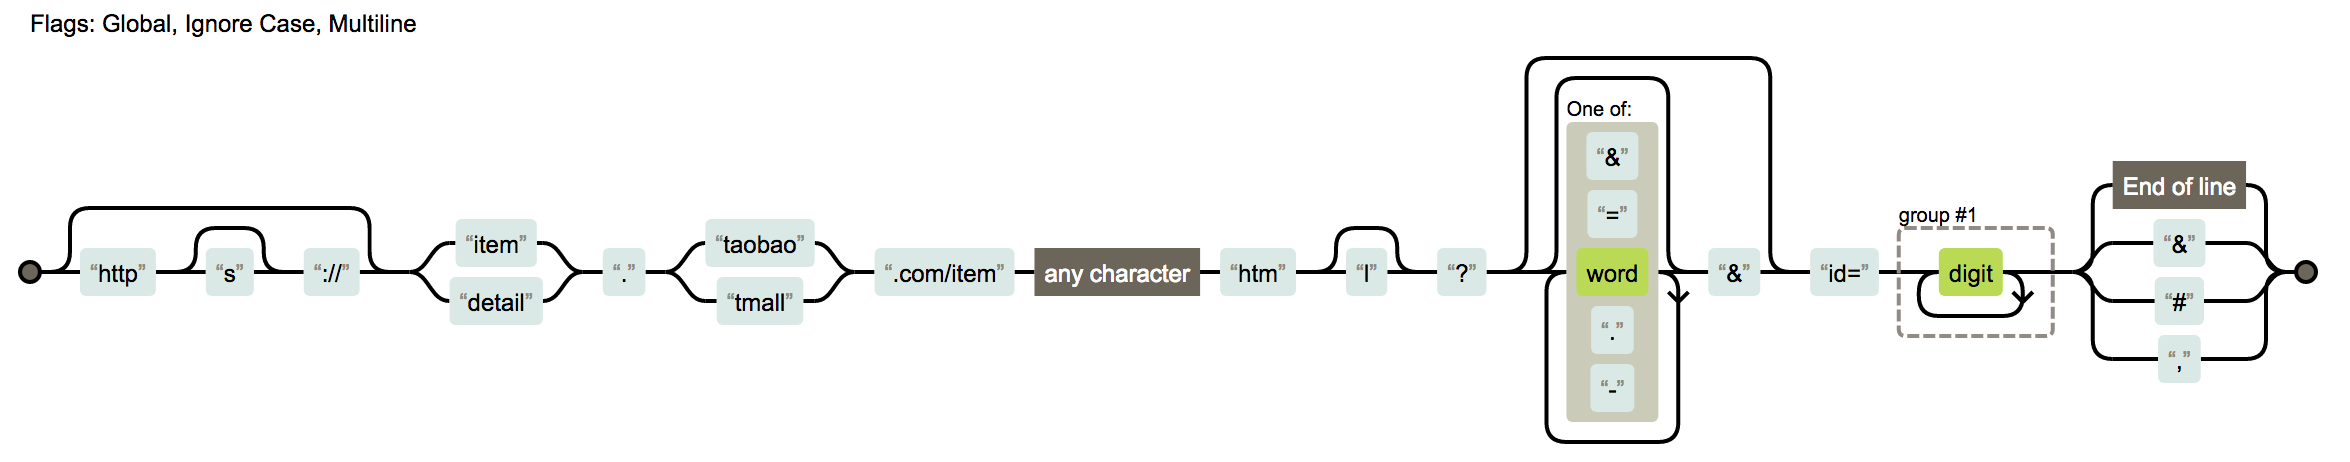 Flags: Global, Ignore Case, Multiline
“http”
“s”
“://”
“item”
“detail”
“.”
“taobao”
“tmall”
“.com/item”
any character
“htm”
“l”
“?”
One of:
“&”
“=”
word
“.”
“-”
“&”
“id=”
group #1
digit
End of line
“&”
“#”
“,”